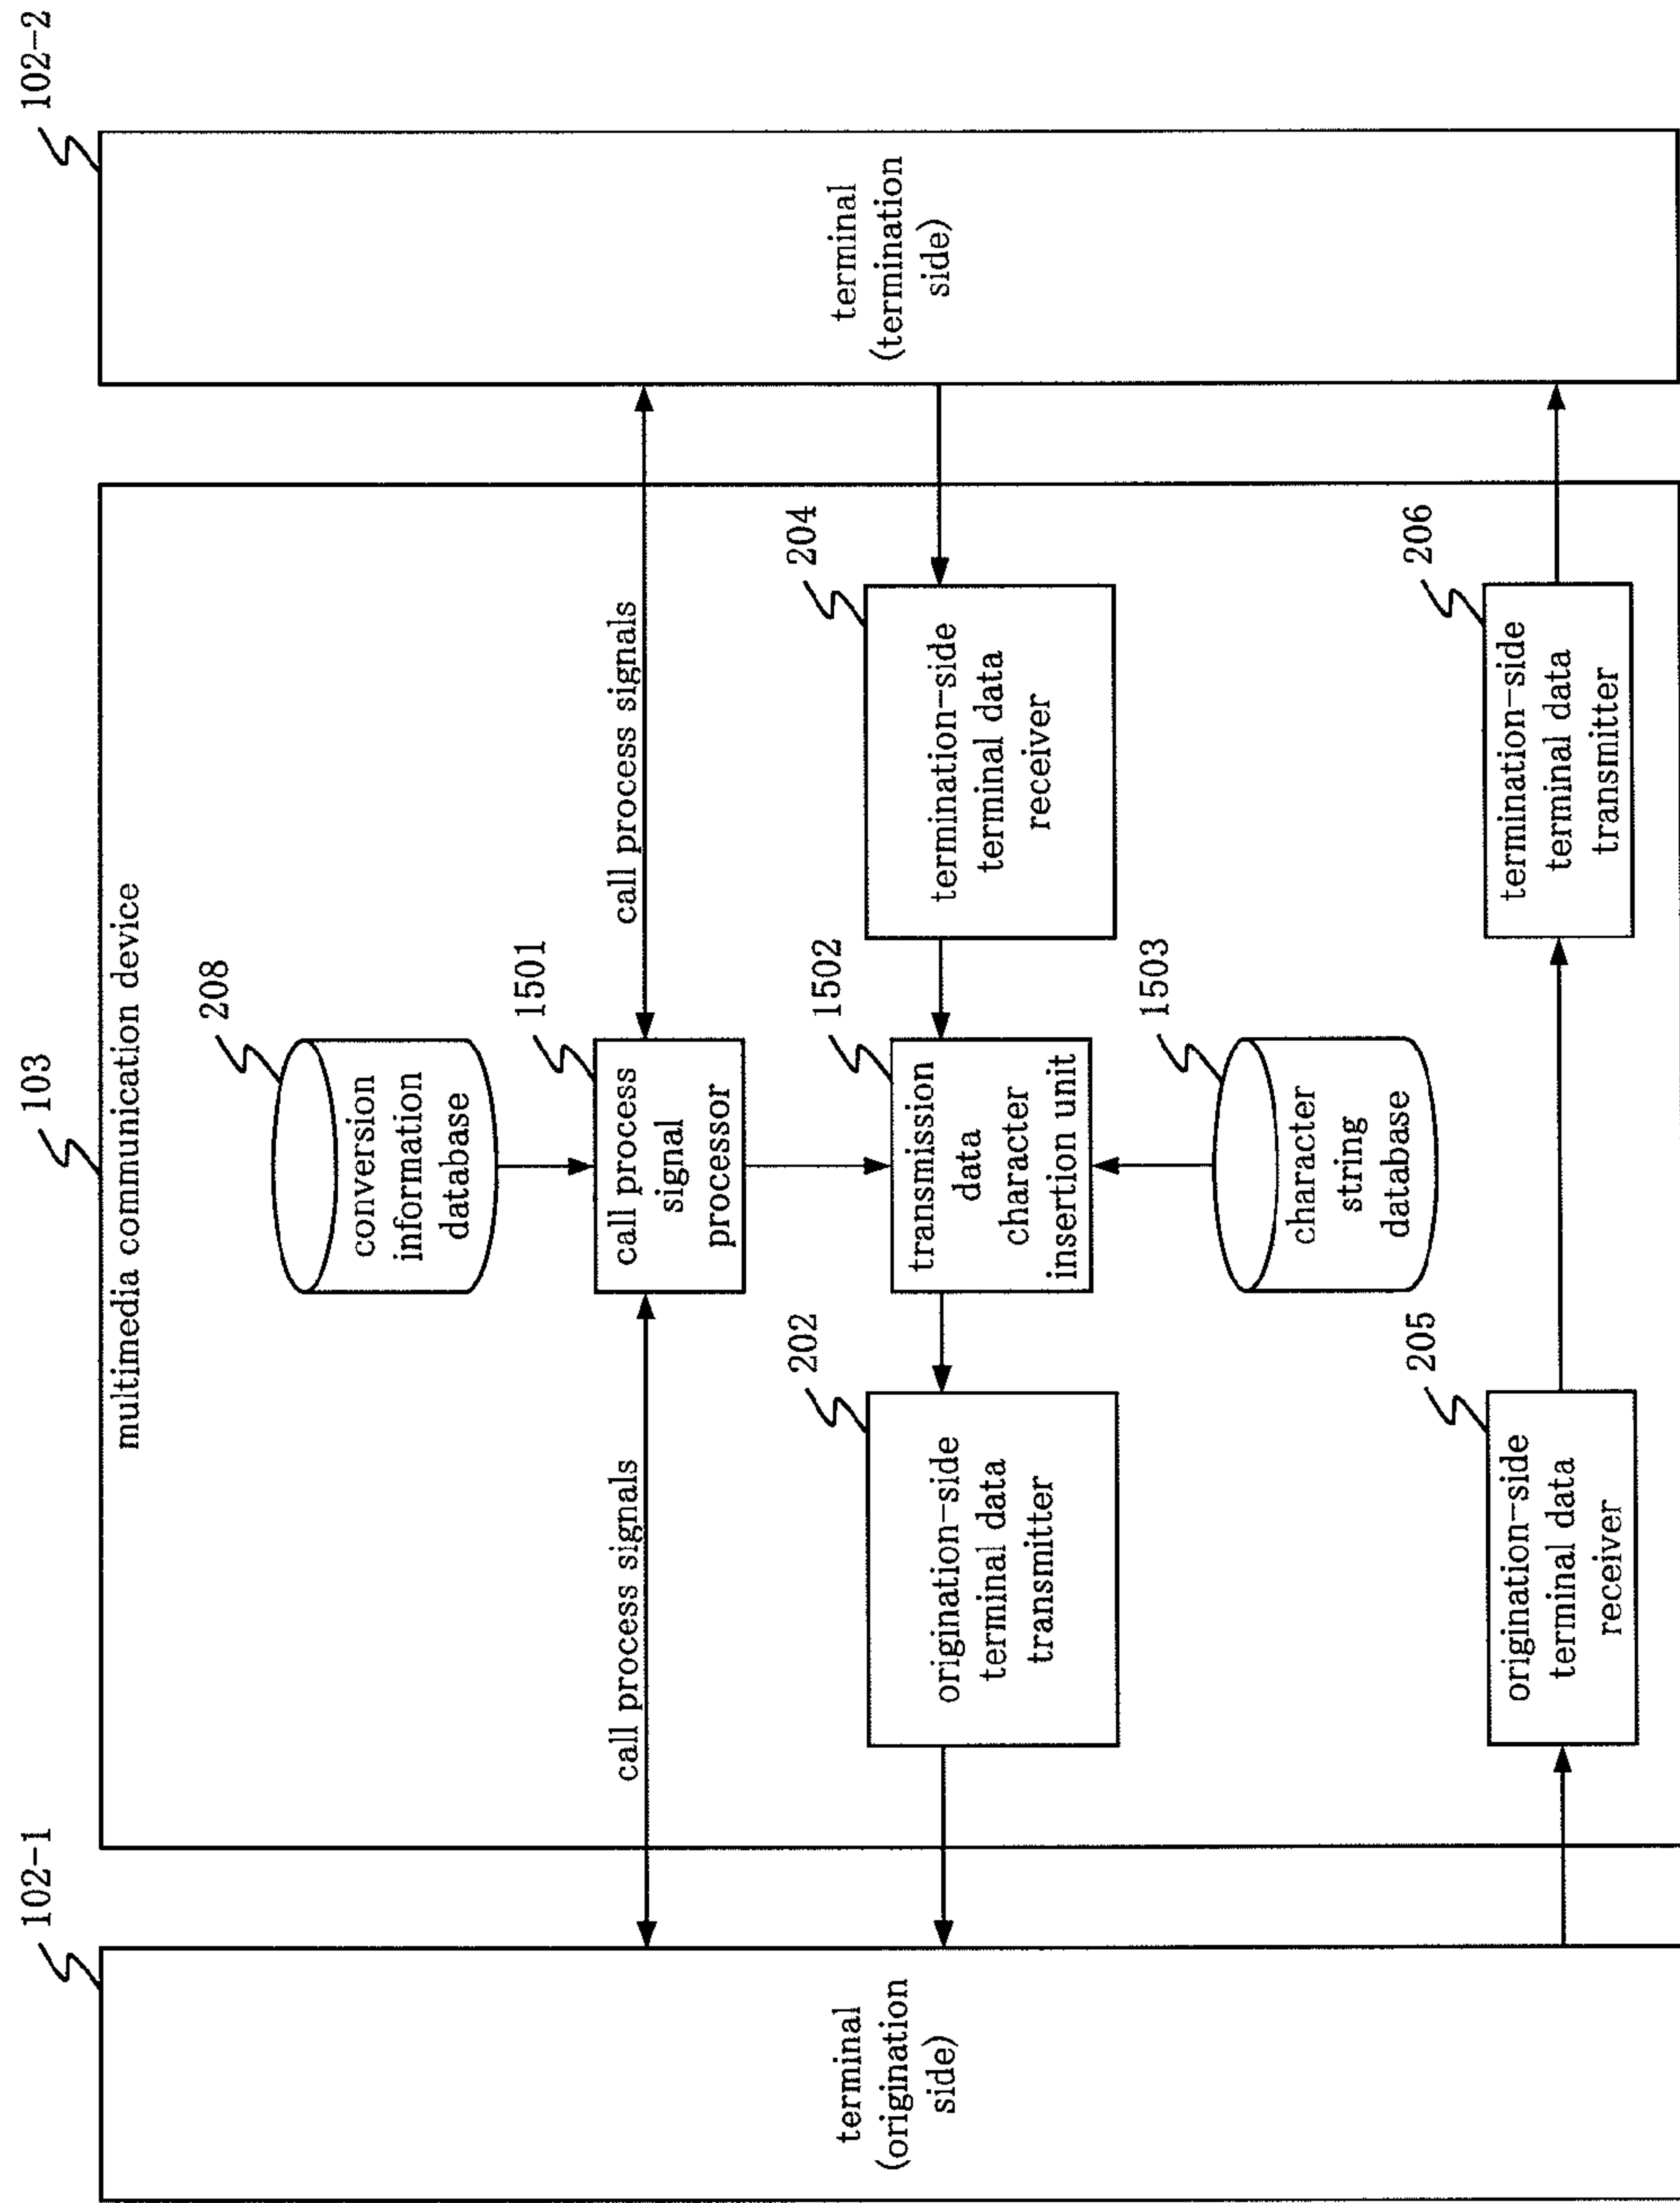 102-1
103
102-2
terminal
(origination
side)
multimedia communication device
208
conversion
information
database
1501
call process
signal
processor
call process signals
call process signals
202
origination-side
terminal data
transmitter
1502
transmission
data
character
insertion unit
204
termination-side
terminal data
receiver
1503
character
string
database
205
origination-side
terminal data
receiver
206
termination-side
terminal data
transmitter
terminal
(termination
side)